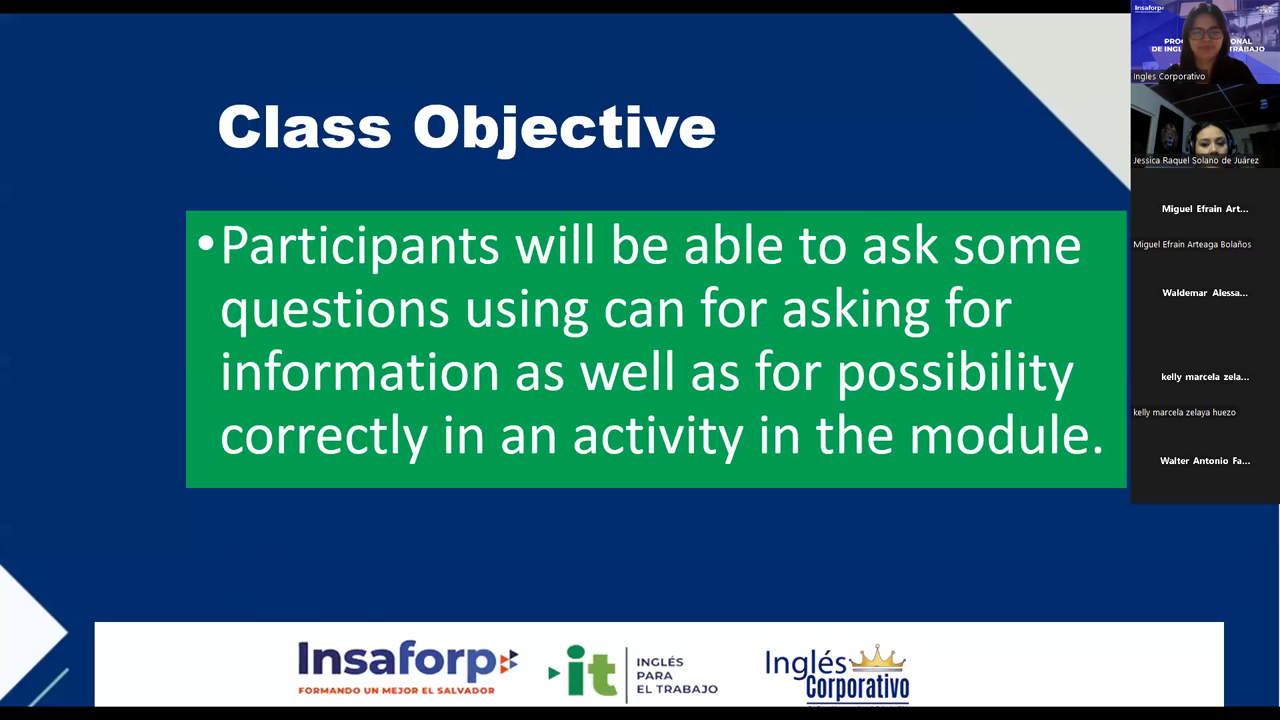 Class Objective
•Participants will be able to ask some
questions using can for asking for
information as well as for possibility
correctly in an activity in the module.
Insaforp
FORMANDO UN MEJOR EL SALVADOR
it
INGLÉS
PARA
EL TRABAJO
Inglés
Corporativo
Insaforp
DE INGL
TRABAJO
Ingles Corporativo
Jessica Raquel Solano de Juárez
Miguel Efrain Art...
Miguel Efrain Arteaga Bolaños
Waldemar Alessa...
kelly marcela zela...
kelly marcela zelaya huezo
Walter Antonio Fa...